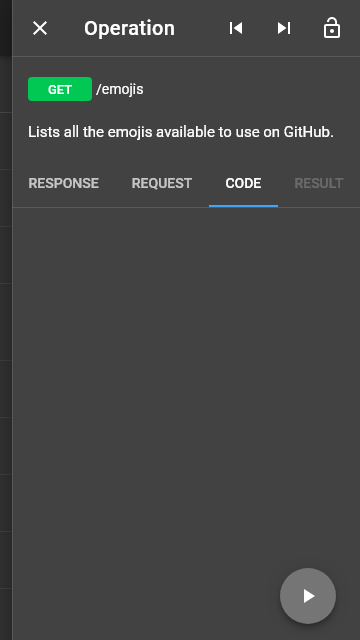 Operation
GET /emojis
Lists all the emojis available to use on GitHub.
RESPONSE REQUEST CODE RESULT